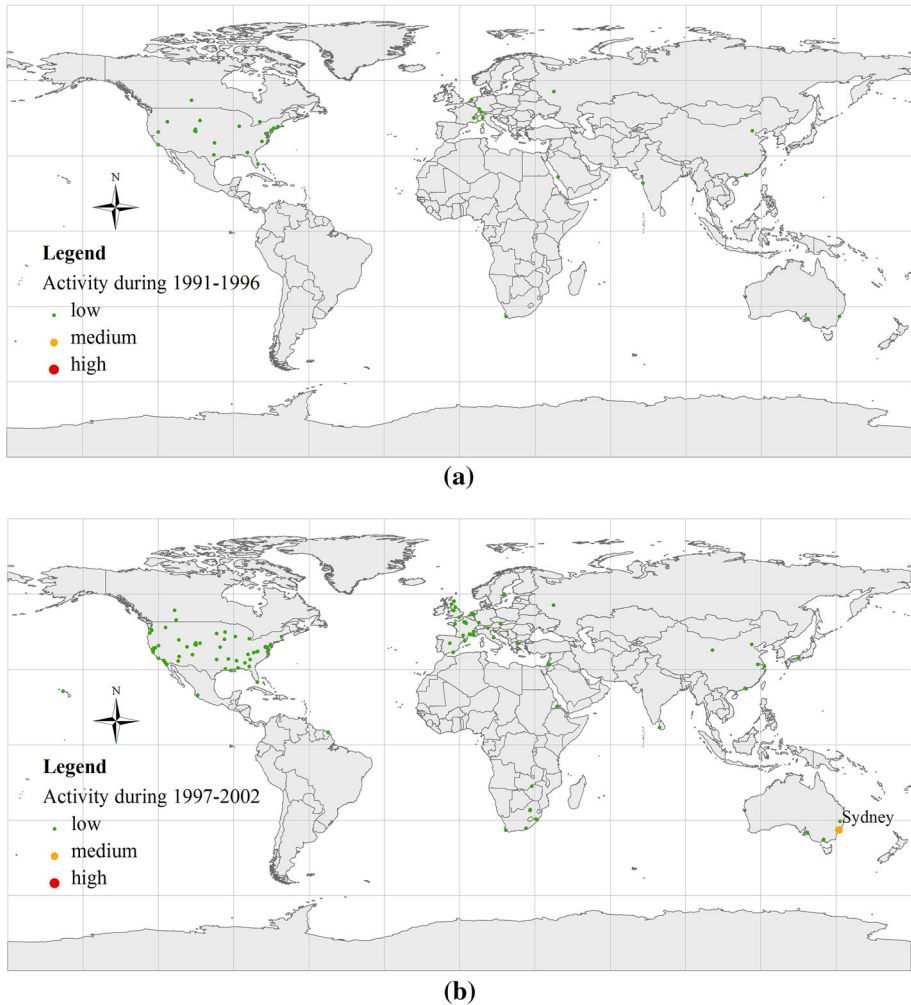 N
Legend
Activity during 1991-1996
low
medium
high
(a)
N
Legend
Activity during 1997-2002
low
medium
high
Sydney
(b)